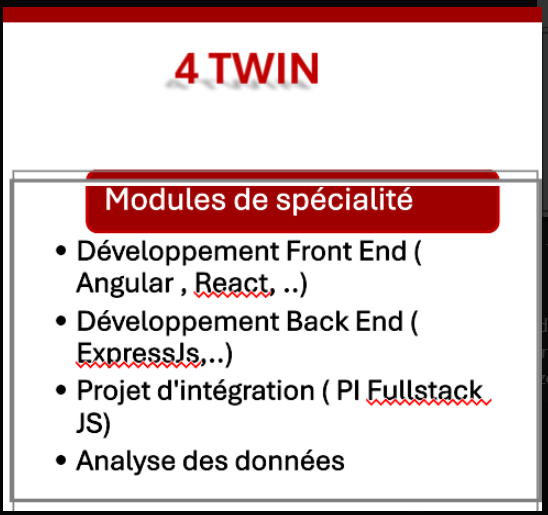 4 TWIN
Modules de spécialité
• Développement Front End (
Angular , React, ..)
• Développement Back End (
ExpressJs,..)
• Projet d'intégration ( PI Fullstack
JS)
• Analyse des données